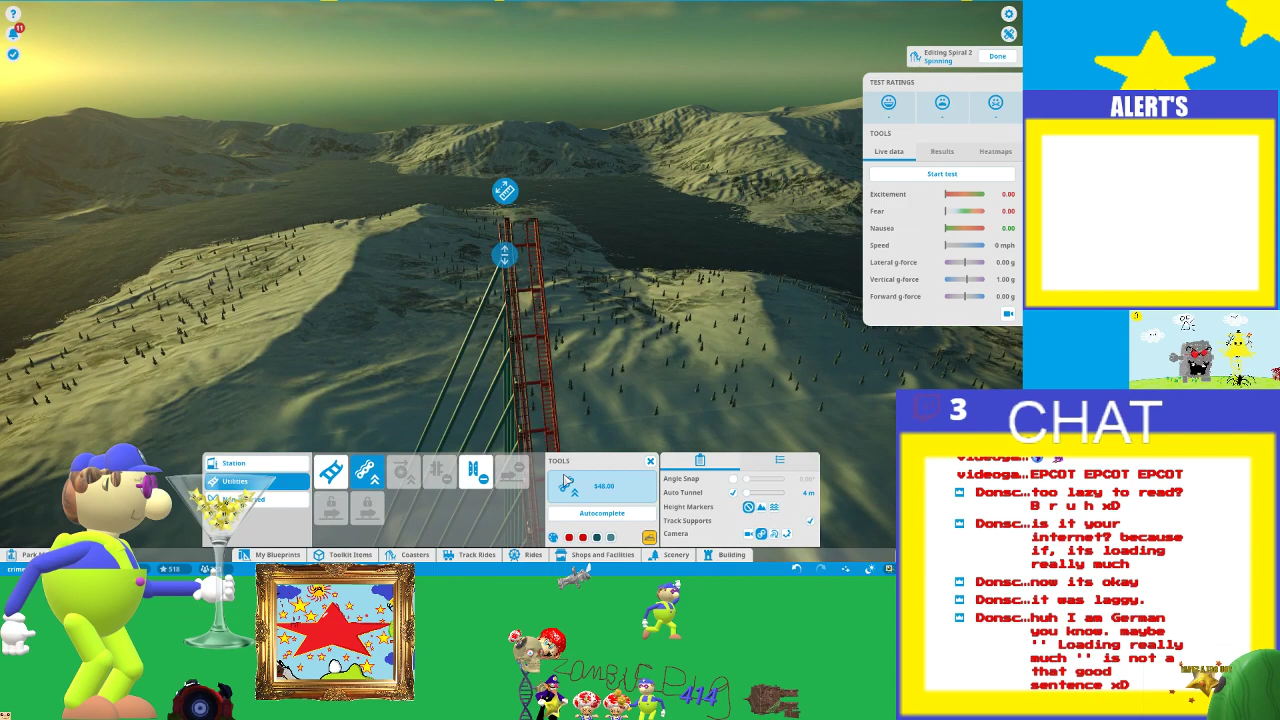 ?
11
Editing Spiral 2
Spinning
Done
TEST RATINGS
-
-
-
TOOLS
Live data
Results
Heatmaps
Start test
Excitement
0.00
Fear
0.00
Nausea
0.00
Speed
0 mph
Lateral g-force
0.00 g
Vertical g-force
1.00 g
Forward g-force
0.00 g
ALERT'S
3
CHAT
videoga...EPCOT EPCOT EPCOT
Donsc...too lazy to read?
B r u h xD
Donsc...is it your
internet? because
if, its loading
really much
Donsc...now its okay
Donsc...it was laggy.
Donsc...huh I am German
you know. maybe
'' Loading really
much '' is not a
that good
sentence xD
Station
Utilities
TOOLS
$48.00
Autocomplete
Angle Snap
0.00°
Auto Tunnel
4 m
Height Markers
Track Supports
Camera
Park
My Blueprints
Toolkit Items
Coasters
Track Rides
Rides
Shops and Facilities
Scenery
Building
crime
518
ZOMBIE Pig
414